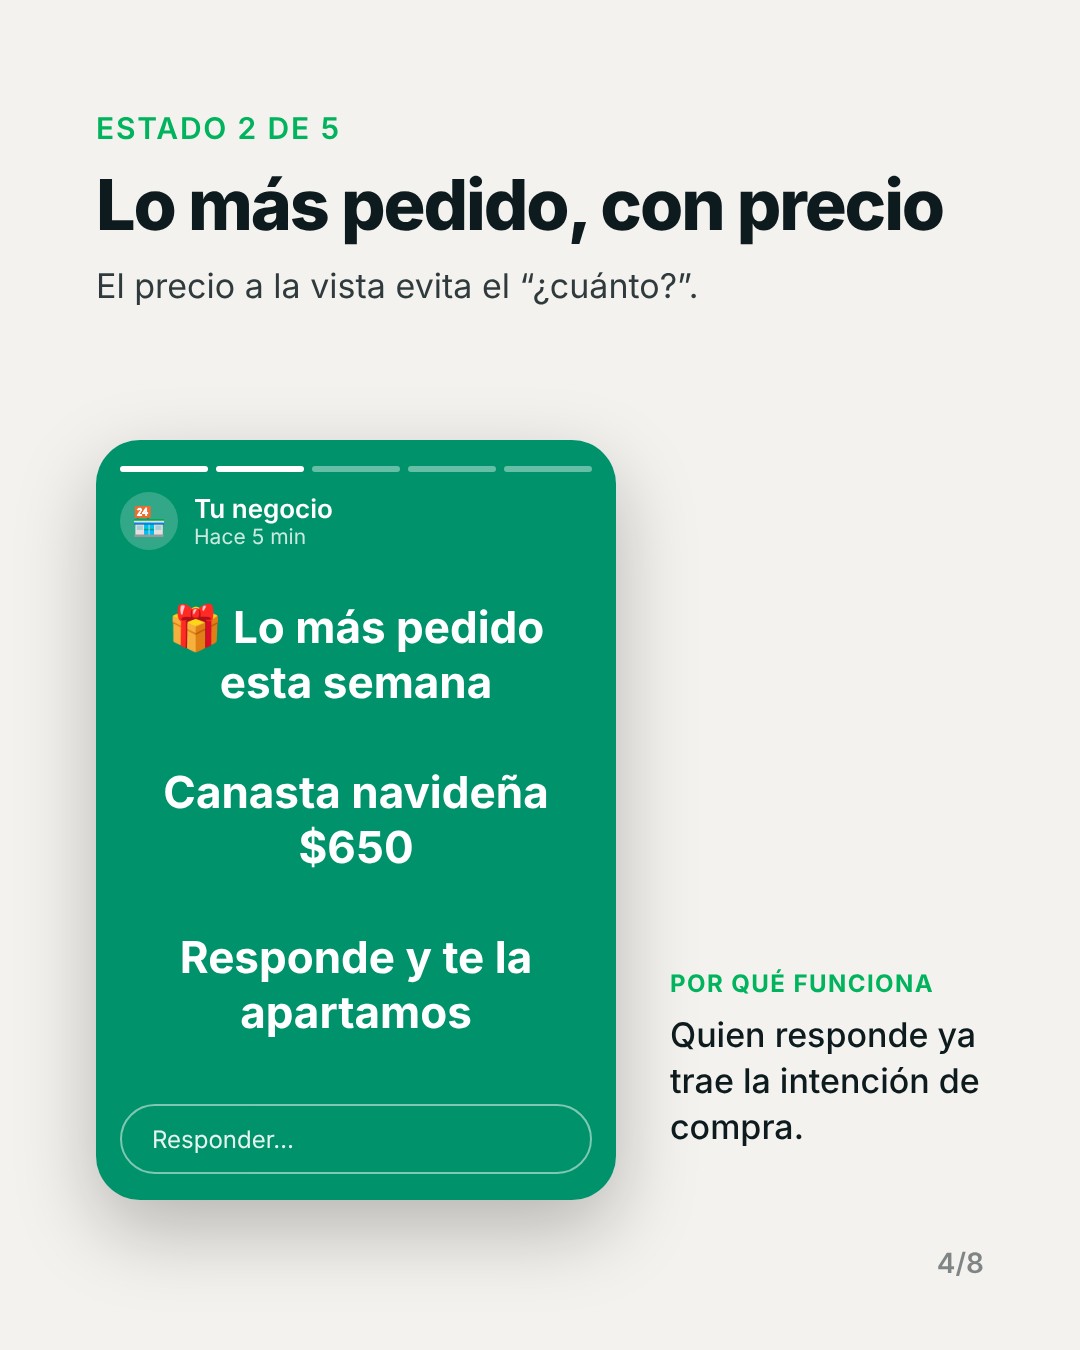 ESTADO 2 DE 5
Lo más pedido, con precio
El precio a la vista evita el “¿cuánto?”.
24
Tu negocio
Hace 5 min
🎁 Lo más pedido
esta semana
Canasta navideña
$650
Responde y te la
apartamos
Responder...
POR QUÉ FUNCIONA
Quien responde ya
trae la intención de
compra.
4/8